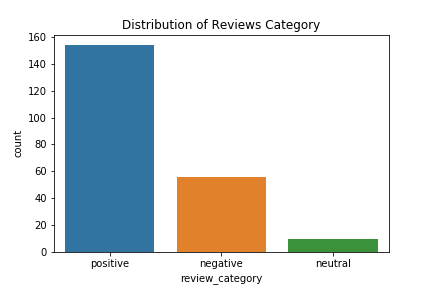 Distribution of Reviews Category
160
140
120
100
80
60
40
20
0
count
positive negative neutral
review_category